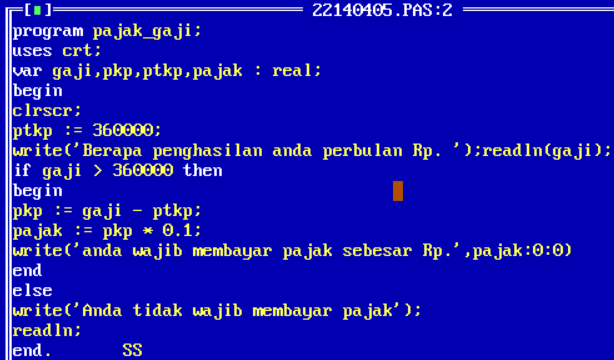 [■] 22140405.PAS:2
program pajak_gaji;
uses crt;
var gaji,pkp,ptkp,pajak : real;
begin
clrscr;
ptkp := 360000;
write('Berapa penghasilan anda perbulan Rp. ');readln(gaji);
if gaji > 360000 then
begin
pkp := gaji - ptkp;
pajak := pkp * 0.1;
write('anda wajib membayar pajak sebesar Rp.',pajak:0:0)
end
else
write('Anda tidak wajib membayar pajak');
readln;
end. SS